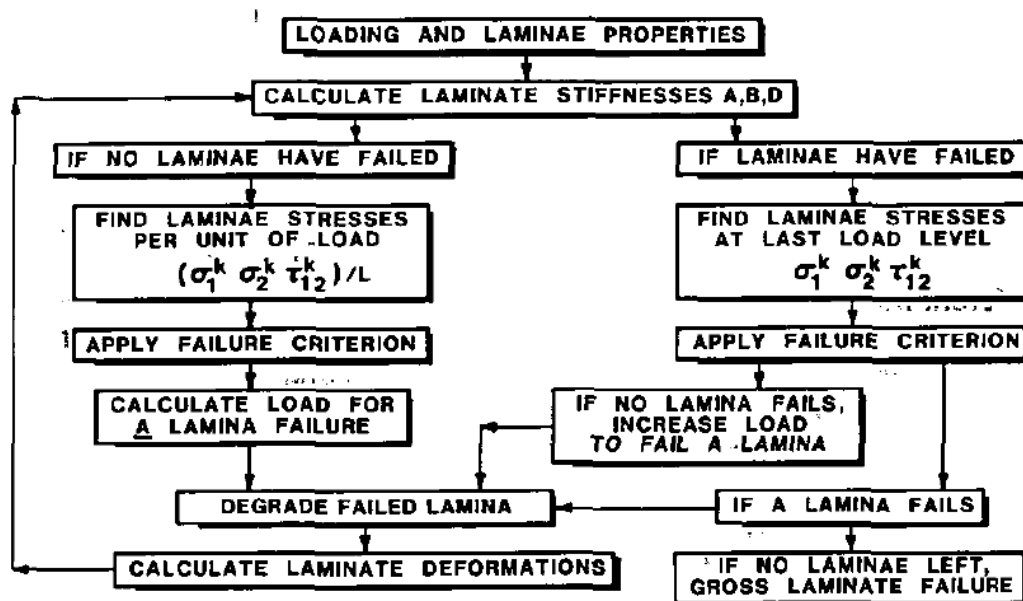 LOADING AND LAMINAE PROPERTIES
CALCULATE LAMINATE STIFFNESSES A,B,D
IF NO LAMINAE HAVE FAILED
IF LAMINAE HAVE FAILED
FIND LAMINAE STRESSES
PER UNIT OF LOAD
(σ₁ᵏ σ₂ᵏ τ₁₂ᵏ)/L
FIND LAMINAE STRESSES
AT LAST LOAD LEVEL
σ₁ᵏ σ₂ᵏ τ₁₂ᵏ
APPLY FAILURE CRITERION
APPLY FAILURE CRITERION
CALCULATE LOAD FOR
A LAMINA FAILURE
IF NO LAMINA FAILS,
INCREASE LOAD
TO FAIL A LAMINA
DEGRADE FAILED LAMINA
IF A LAMINA FAILS
CALCULATE LAMINATE DEFORMATIONS
IF NO LAMINAE LEFT,
GROSS LAMINATE FAILURE